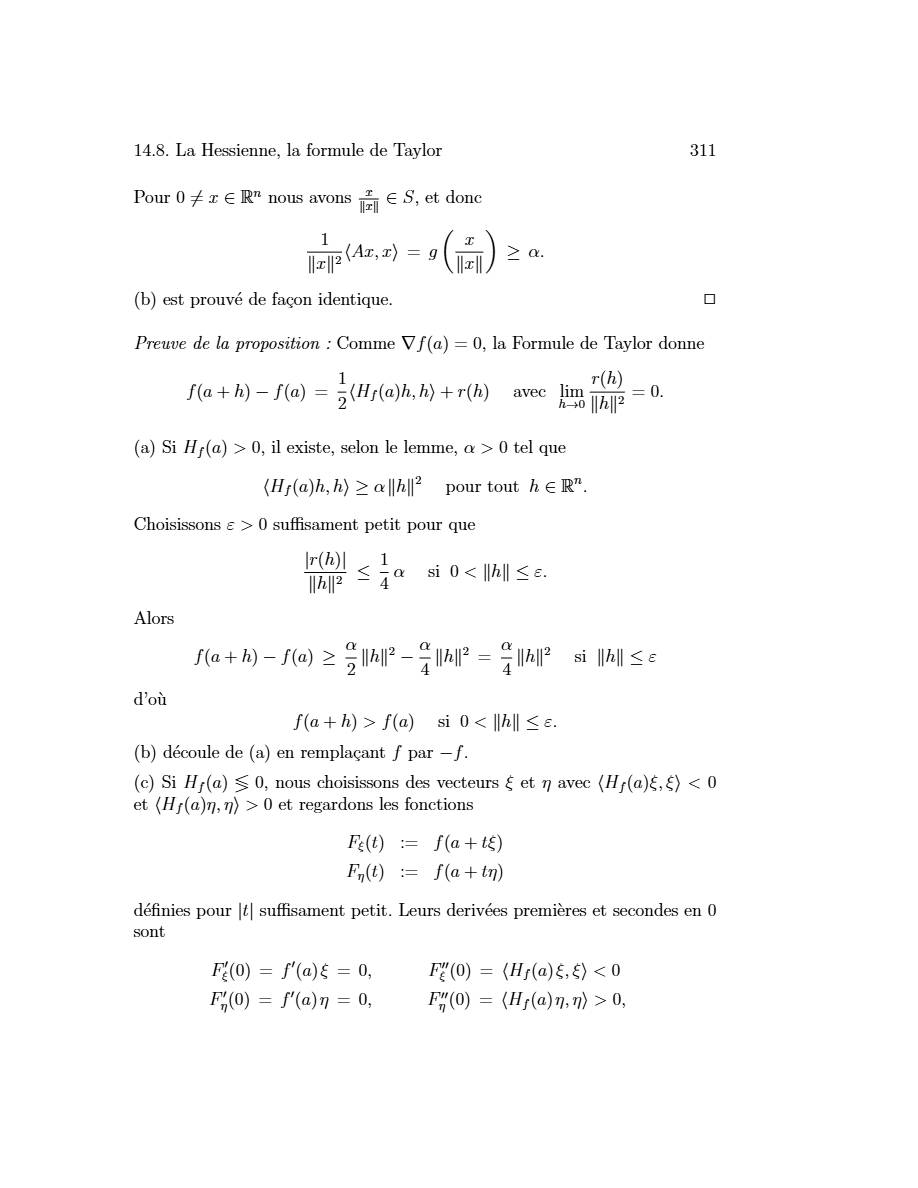 14.8. La Hessienne, la formule de Taylor 311
Pour 0 ≠ x ∈ ℝⁿ nous avons x/‖x‖ ∈ S, et donc
1/‖x‖² ⟨Ax, x⟩ = g (x/‖x‖) ≥ α.
(b) est prouvé de façon identique. □
Preuve de la proposition : Comme ∇f(a) = 0, la Formule de Taylor donne
f(a + h) − f(a) = 1/2 ⟨H_f(a)h, h⟩ + r(h) avec lim_{h→0} r(h)/‖h‖² = 0.
(a) Si H_f(a) > 0, il existe, selon le lemme, α > 0 tel que
⟨H_f(a)h, h⟩ ≥ α‖h‖² pour tout h ∈ ℝⁿ.
Choisissons ε > 0 suffisament petit pour que
|r(h)|/‖h‖² ≤ 1/4 α si 0 < ‖h‖ ≤ ε.
Alors
f(a + h) − f(a) ≥ α/2 ‖h‖² − α/4 ‖h‖² = α/4 ‖h‖² si ‖h‖ ≤ ε
d'où
f(a + h) > f(a) si 0 < ‖h‖ ≤ ε.
(b) découle de (a) en remplaçant f par −f.
(c) Si H_f(a) ≶ 0, nous choisissons des vecteurs ξ et η avec ⟨H_f(a)ξ, ξ⟩ < 0
et ⟨H_f(a)η, η⟩ > 0 et regardons les fonctions
F_ξ(t) := f(a + tξ)
F_η(t) := f(a + tη)
définies pour |t| suffisament petit. Leurs derivées premières et secondes en 0
sont
F′_ξ(0) = f′(a) ξ = 0, F″_ξ(0) = ⟨H_f(a) ξ, ξ⟩ < 0
F′_η(0) = f′(a) η = 0, F″_η(0) = ⟨H_f(a) η, η⟩ > 0,